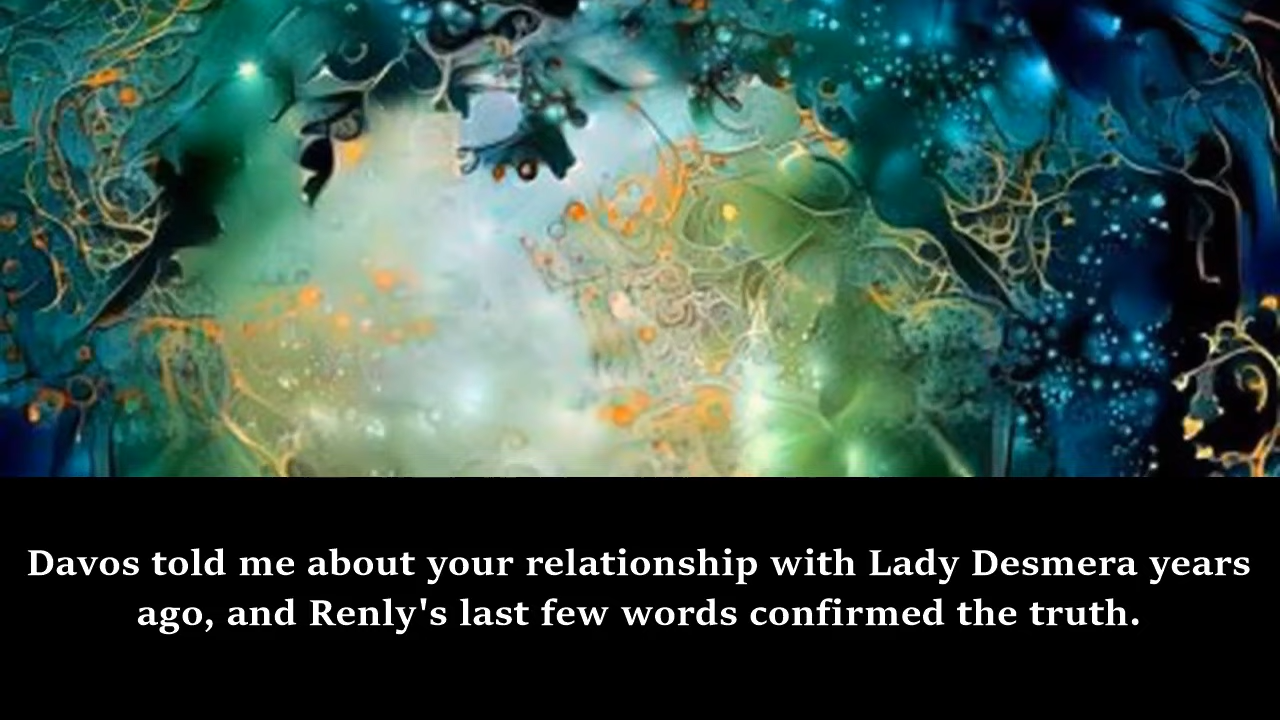 Davos told me about your relationship with Lady Desmera years
ago, and Renly's last few words confirmed the truth.